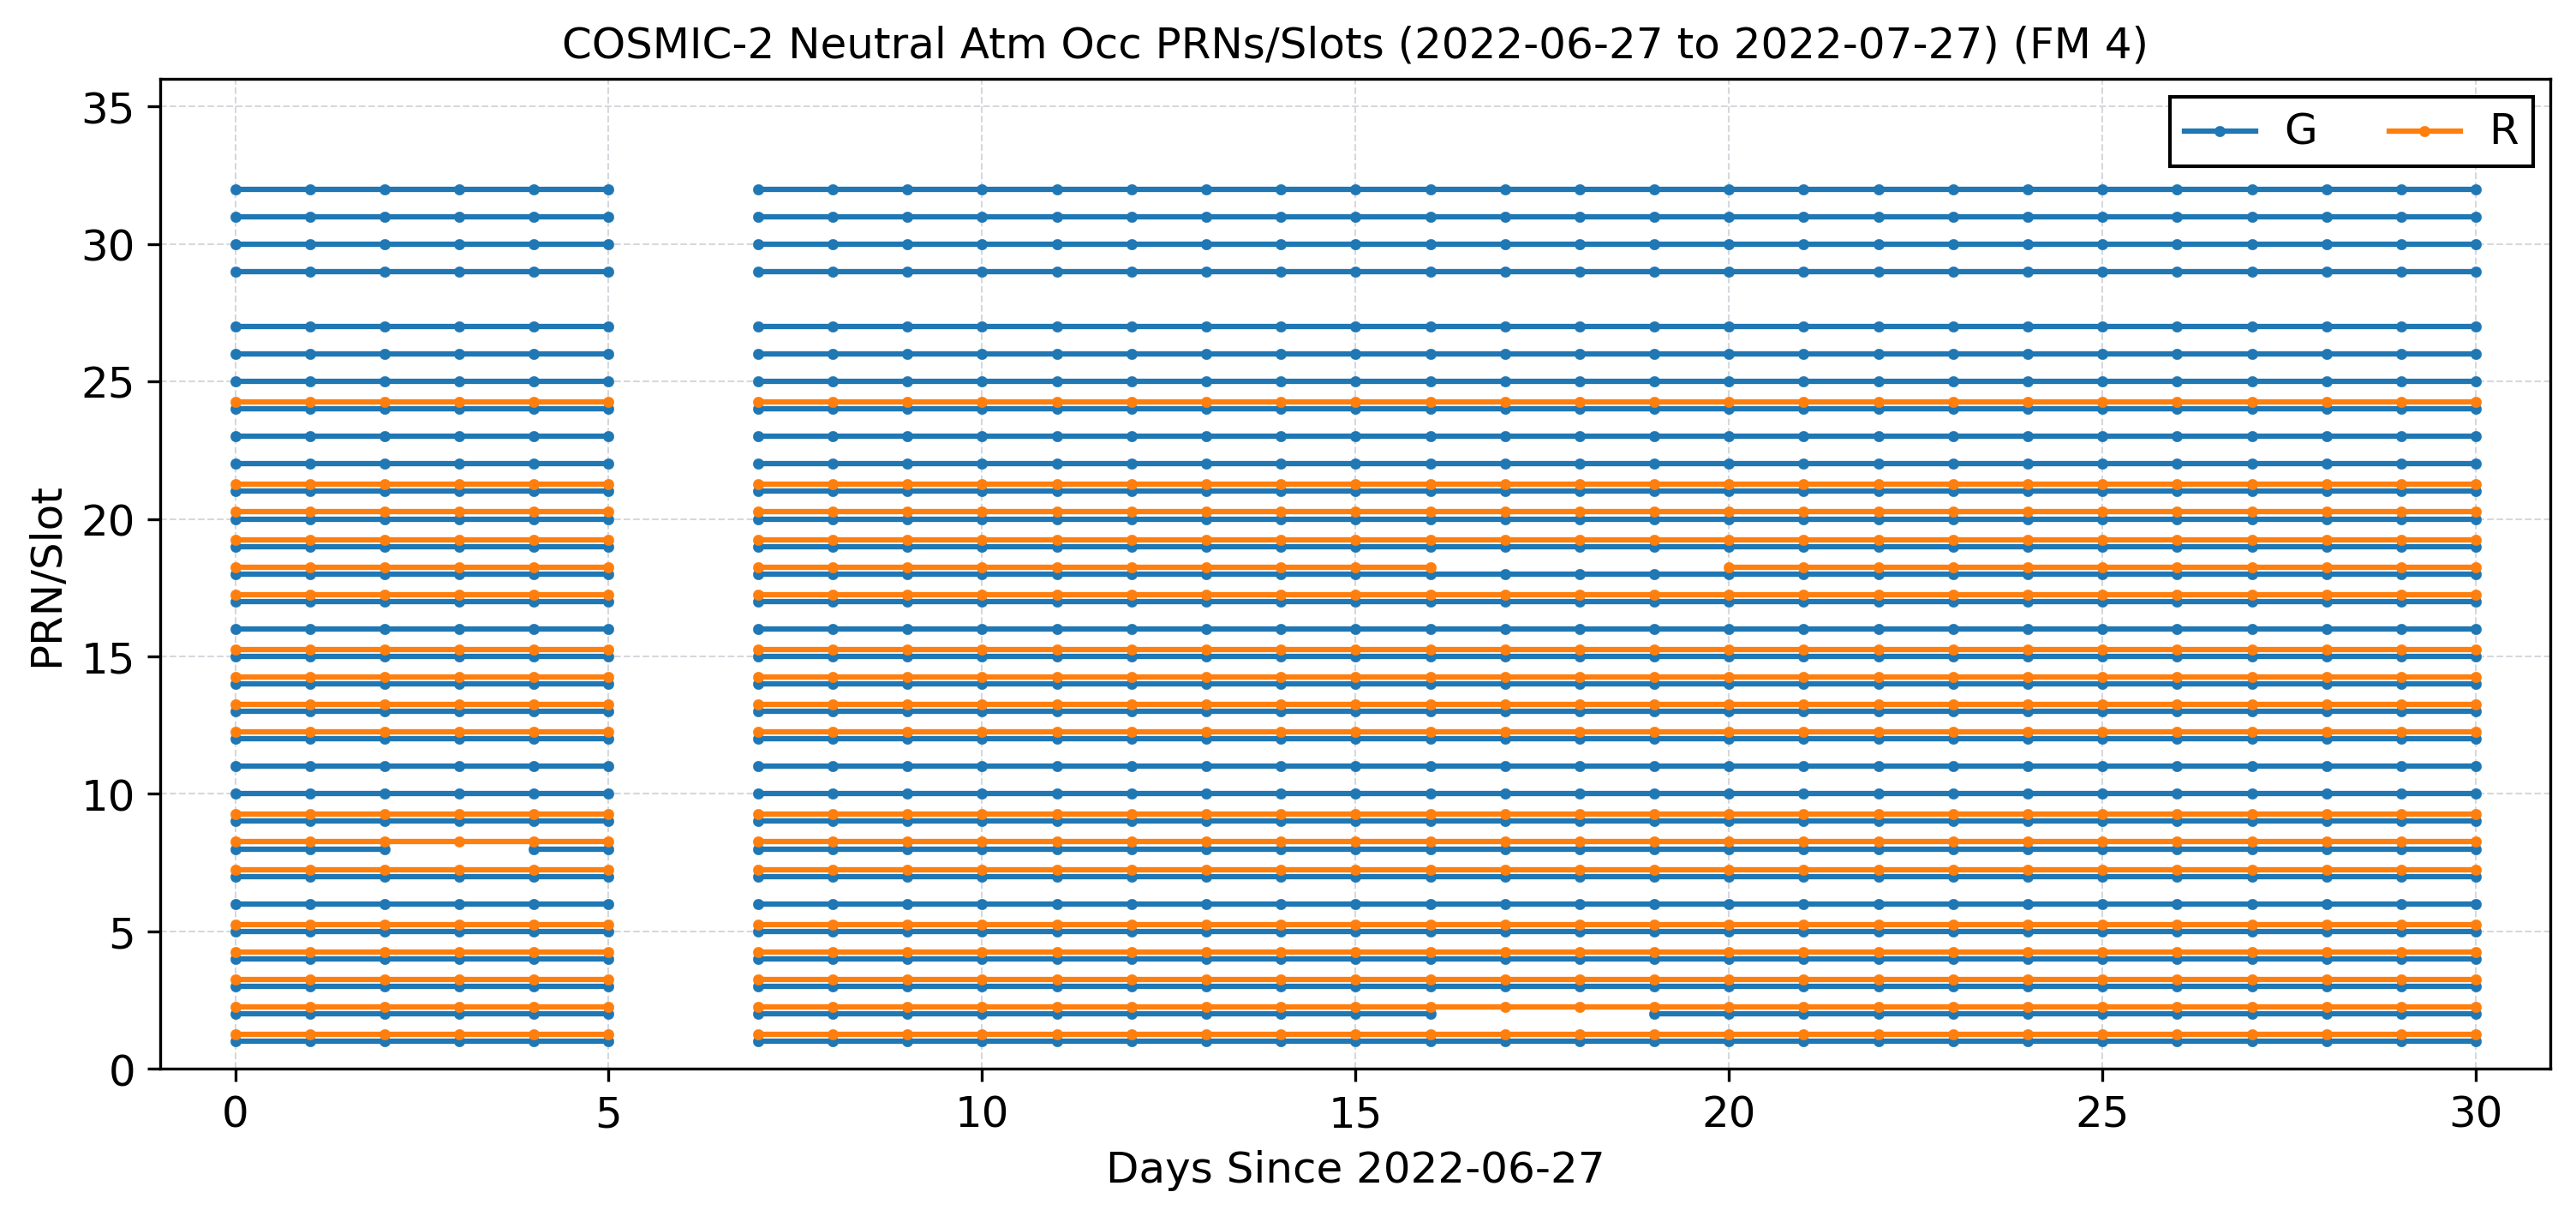 COSMIC-2 Neutral Atm Occ PRNs/Slots (2022-06-27 to 2022-07-27) (FM 4)
G R
35
30
25
20
15
10
5
0
PRN/Slot
0 5 10 15 20 25 30
Days Since 2022-06-27